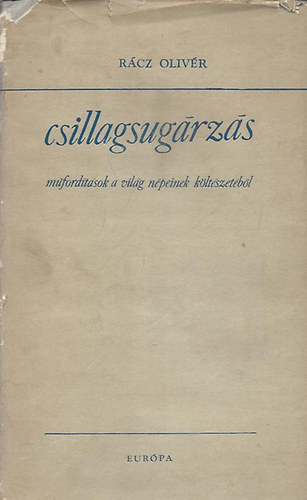 RÁCZ OLIVÉR
csillagsugárzás
műfordítások a világ népeinek költészetéből
EURÓPA